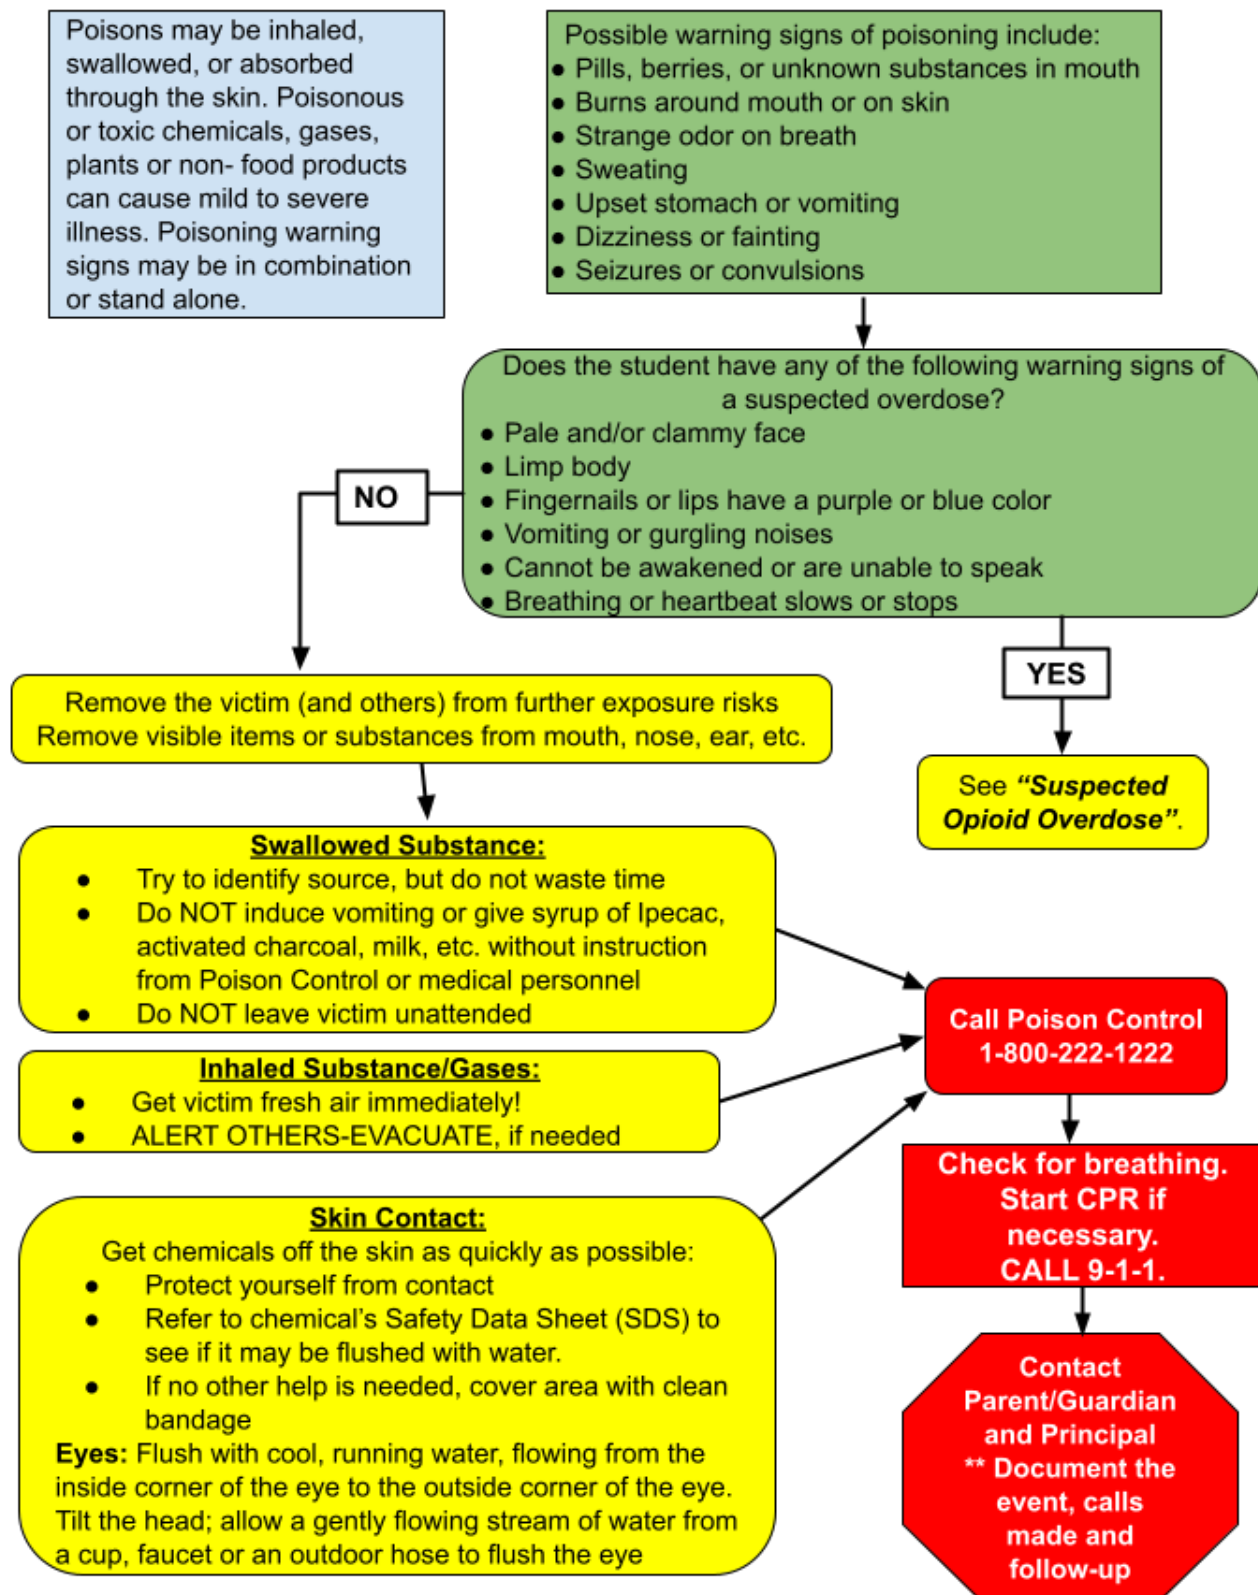 Poisons may be inhaled,
swallowed, or absorbed
through the skin. Poisonous
or toxic chemicals, gases,
plants or non- food products
can cause mild to severe
illness. Poisoning warning
signs may be in combination
or stand alone.
Possible warning signs of poisoning include:
● Pills, berries, or unknown substances in mouth
● Burns around mouth or on skin
● Strange odor on breath
● Sweating
● Upset stomach or vomiting
● Dizziness or fainting
● Seizures or convulsions
Does the student have any of the following warning signs of
a suspected overdose?
● Pale and/or clammy face
● Limp body
● Fingernails or lips have a purple or blue color
● Vomiting or gurgling noises
● Cannot be awakened or are unable to speak
● Breathing or heartbeat slows or stops
NO
YES
Remove the victim (and others) from further exposure risks
Remove visible items or substances from mouth, nose, ear, etc.
See “Suspected
Opioid Overdose”.
Swallowed Substance:
● Try to identify source, but do not waste time
● Do NOT induce vomiting or give syrup of Ipecac,
activated charcoal, milk, etc. without instruction
from Poison Control or medical personnel
● Do NOT leave victim unattended
Inhaled Substance/Gases:
● Get victim fresh air immediately!
● ALERT OTHERS-EVACUATE, if needed
Skin Contact:
Get chemicals off the skin as quickly as possible:
● Protect yourself from contact
● Refer to chemical’s Safety Data Sheet (SDS) to
see if it may be flushed with water.
● If no other help is needed, cover area with clean
bandage
Eyes: Flush with cool, running water, flowing from the
inside corner of the eye to the outside corner of the eye.
Tilt the head; allow a gently flowing stream of water from
a cup, faucet or an outdoor hose to flush the eye
Call Poison Control
1-800-222-1222
Check for breathing.
Start CPR if
necessary.
CALL 9-1-1.
Contact
Parent/Guardian
and Principal
** Document the
event, calls
made and
follow-up